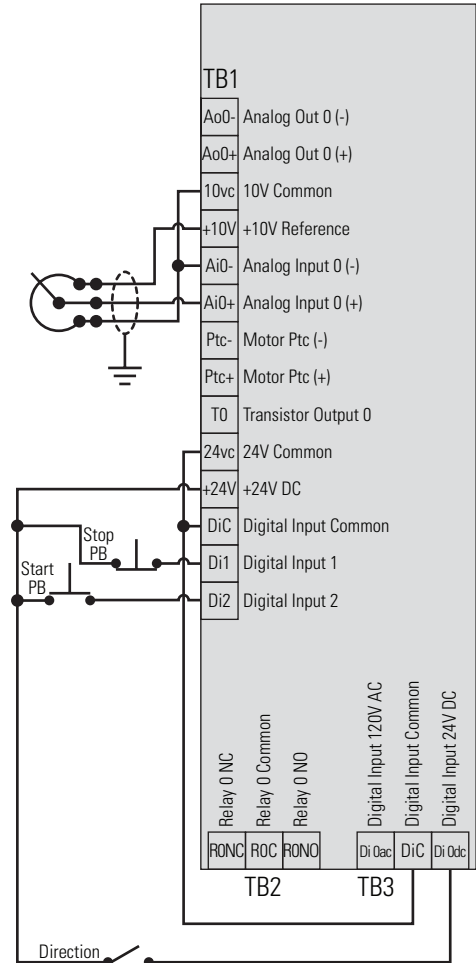 TB1
Ao0- Analog Out 0 (-)
Ao0+ Analog Out 0 (+)
10vc 10V Common
+10V +10V Reference
Ai0- Analog Input 0 (-)
Ai0+ Analog Input 0 (+)
Ptc- Motor Ptc (-)
Ptc+ Motor Ptc (+)
T0 Transistor Output 0
24vc 24V Common
+24V +24V DC
DiC Digital Input Common
Stop
PB
Di1 Digital Input 1
Start
PB
Di2 Digital Input 2
Relay 0 NC
Relay 0 Common
Relay 0 NO
Digital Input 120V AC
Digital Input Common
Digital Input 24V DC
R0NC R0C R0NO
Di 0ac DiC Di 0dc
TB2 TB3
Direction